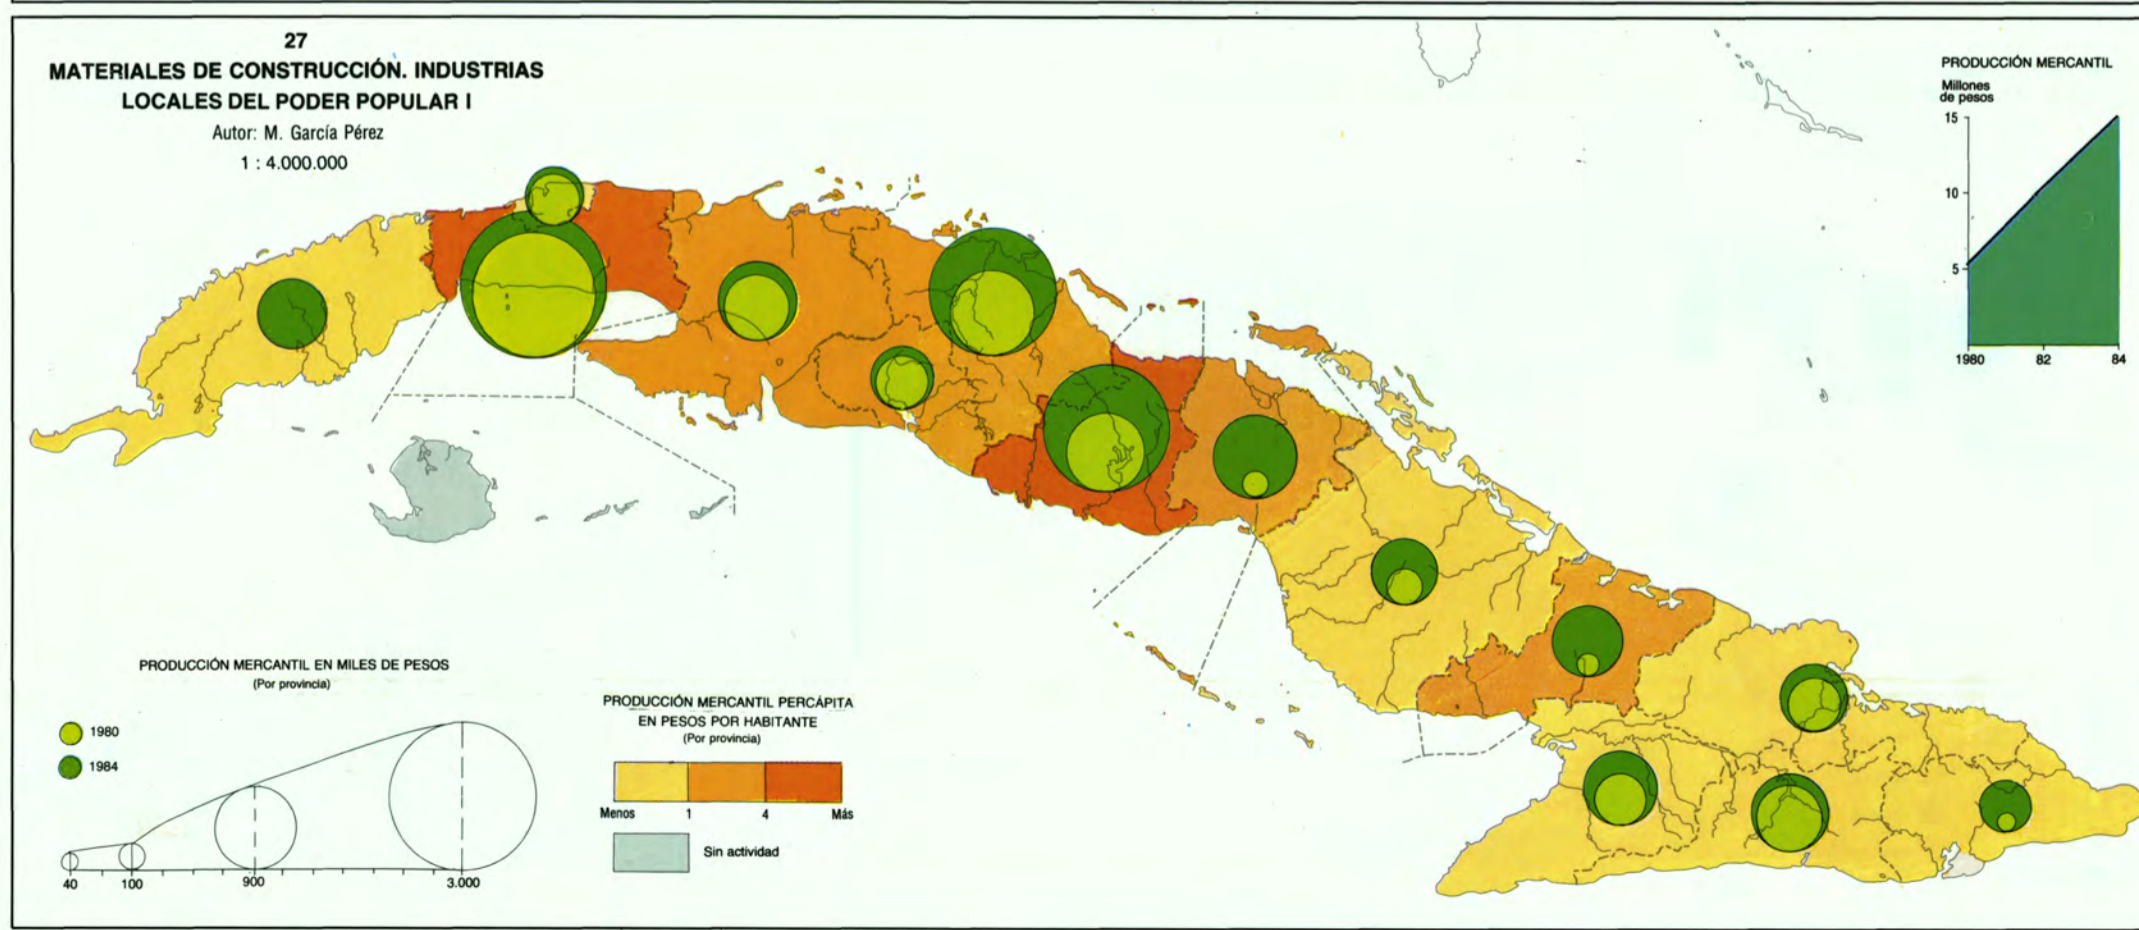 27
MATERIALES DE CONSTRUCCIÓN. INDUSTRIAS
LOCALES DEL PODER POPULAR I
Autor: M. García Pérez
1 : 4.000.000
PRODUCCIÓN MERCANTIL
Millones
de pesos
15
10
5
1980 82 84
PRODUCCIÓN MERCANTIL EN MILES DE PESOS
(Por provincia)
1980
1984
40 100 900 3.000
PRODUCCIÓN MERCANTIL PERCÁPITA
EN PESOS POR HABITANTE
(Por provincia)
Menos 1 4 Más
Sin actividad